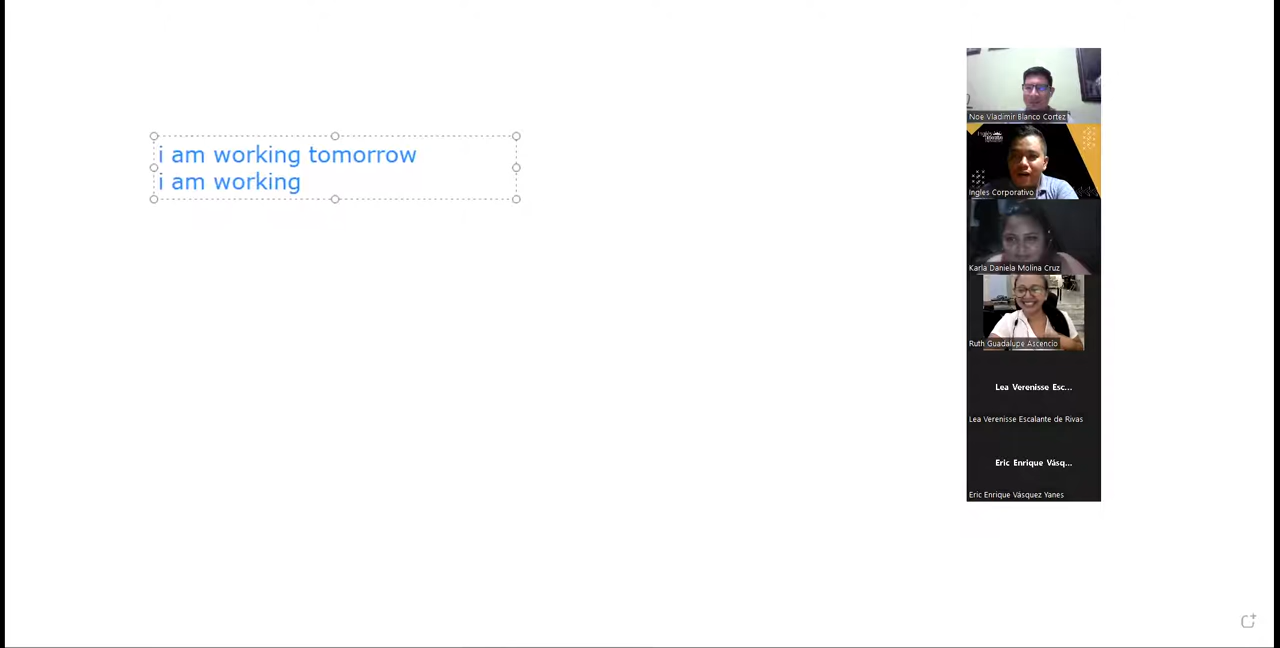 i am working tomorrow
i am working
Noe Vladimir Blanco Cortez
Ingles Corporativo
Karla Daniela Molina Cruz
Ruth Guadalupe Ascencio
Lea Verenisse Esc...
Lea Verenisse Escalante de Rivas
Eric Enrique Vásq...
Eric Enrique Vásquez Yanes